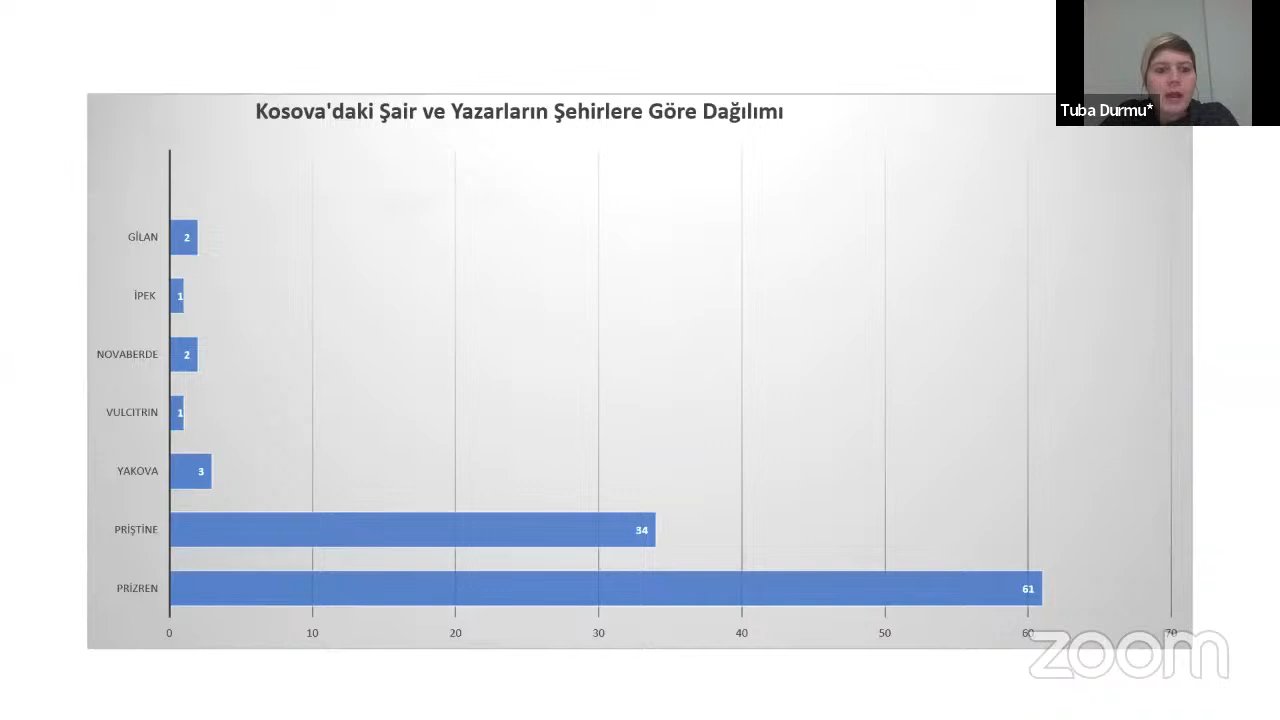 Kosova'daki Şair ve Yazarların Şehirlere Göre Dağılımı
Tuba Durmu*
GİLAN 2
İPEK 1
NOVABERDE 2
VULCITRIN 1
YAKOVA 3
PRİŞTİNE 34
PRİZREN 61
0 10 20 30 40 50 60 70
zoom